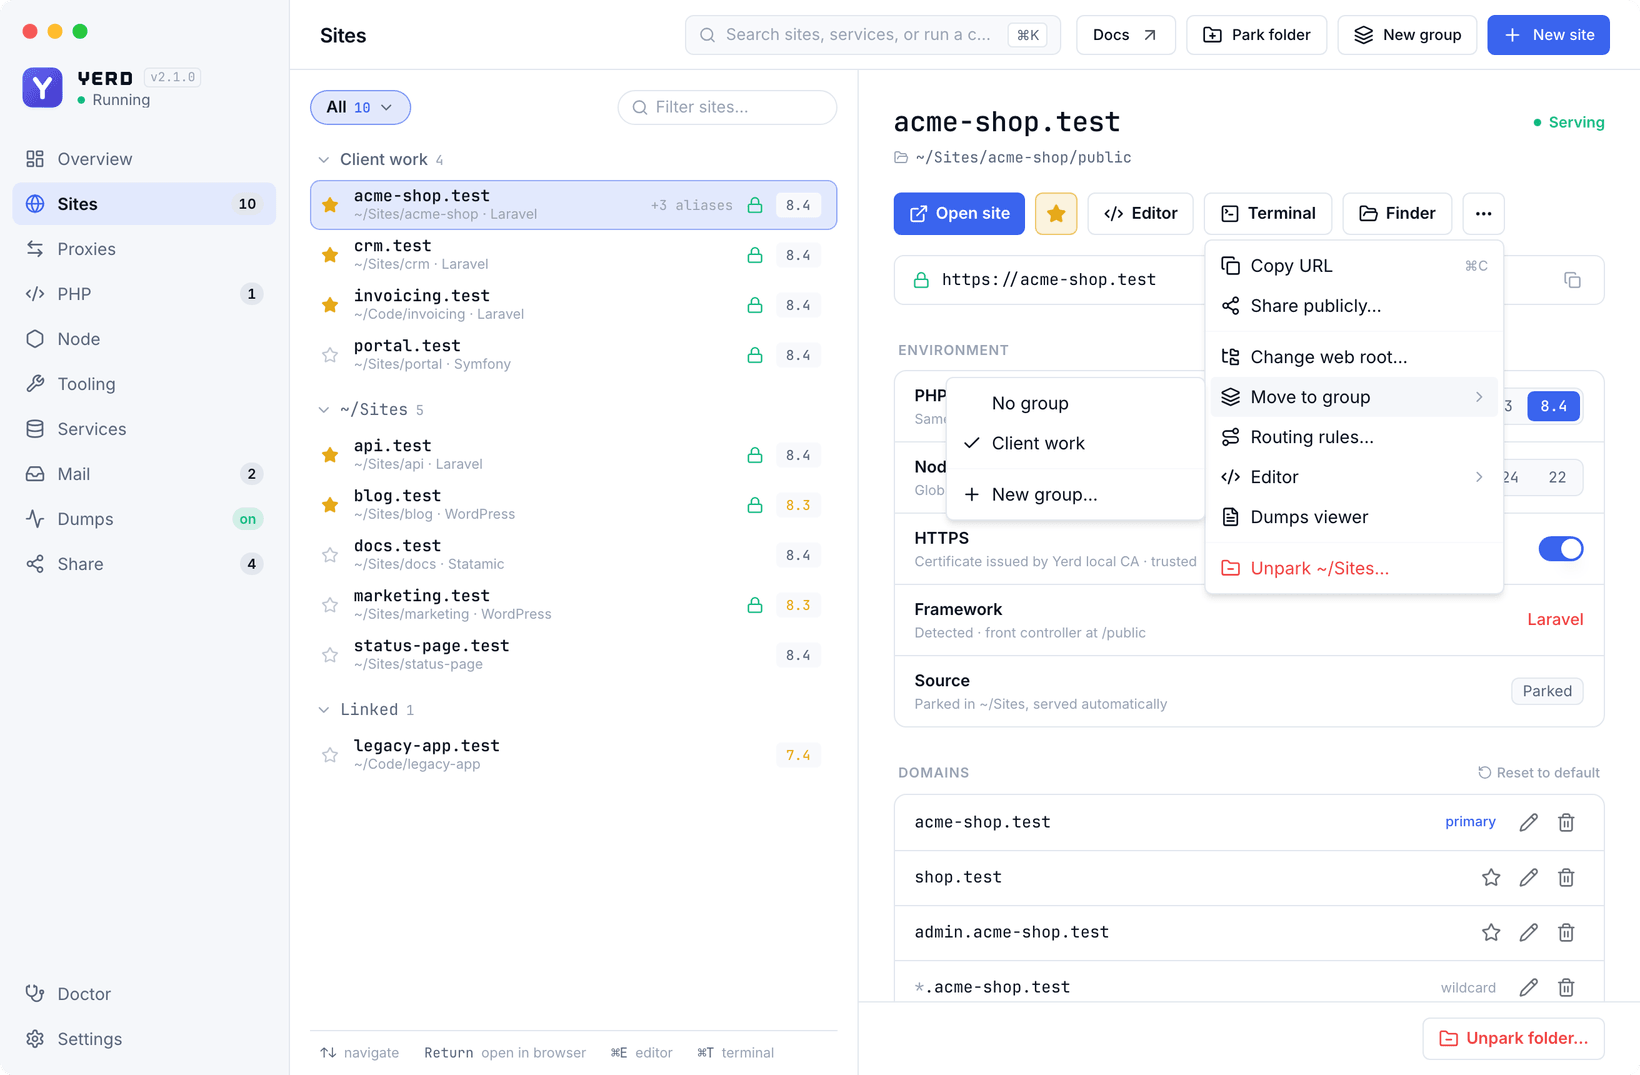 YERD v2.1.0
Running
Overview
Sites 10
Proxies
PHP 1
Node
Tooling
Services
Mail 2
Dumps on
Share 4
Doctor
Settings
Sites
Search sites, services, or run a c... ⌘K
Docs
Park folder
New group
New site
All 10
Filter sites...
Client work 4
acme-shop.test
~/Sites/acme-shop · Laravel
+3 aliases
8.4
crm.test
~/Sites/crm · Laravel
8.4
invoicing.test
~/Code/invoicing · Laravel
8.4
portal.test
~/Sites/portal · Symfony
8.4
~/Sites 5
api.test
~/Sites/api · Laravel
8.4
blog.test
~/Sites/blog · WordPress
8.3
docs.test
~/Sites/docs · Statamic
8.4
marketing.test
~/Sites/marketing · WordPress
8.3
status-page.test
~/Sites/status-page
8.4
Linked 1
legacy-app.test
~/Code/legacy-app
7.4
↑↓ navigate
Return open in browser
⌘E editor
⌘T terminal
acme-shop.test
Serving
~/Sites/acme-shop/public
Open site
Editor
Terminal
Finder
https://acme-shop.test
Copy URL ⌘C
Share publicly...
Change web root...
Move to group
Routing rules...
Editor
Dumps viewer
Unpark ~/Sites...
No group
Client work
New group...
ENVIRONMENT
PHP
Same
3 8.4
Nod
Glob
24 22
HTTPS
Certificate issued by Yerd local CA · trusted
Framework
Detected · front controller at /public
Laravel
Source
Parked in ~/Sites, served automatically
Parked
DOMAINS
Reset to default
acme-shop.test primary
shop.test
admin.acme-shop.test
*.acme-shop.test wildcard
Unpark folder...